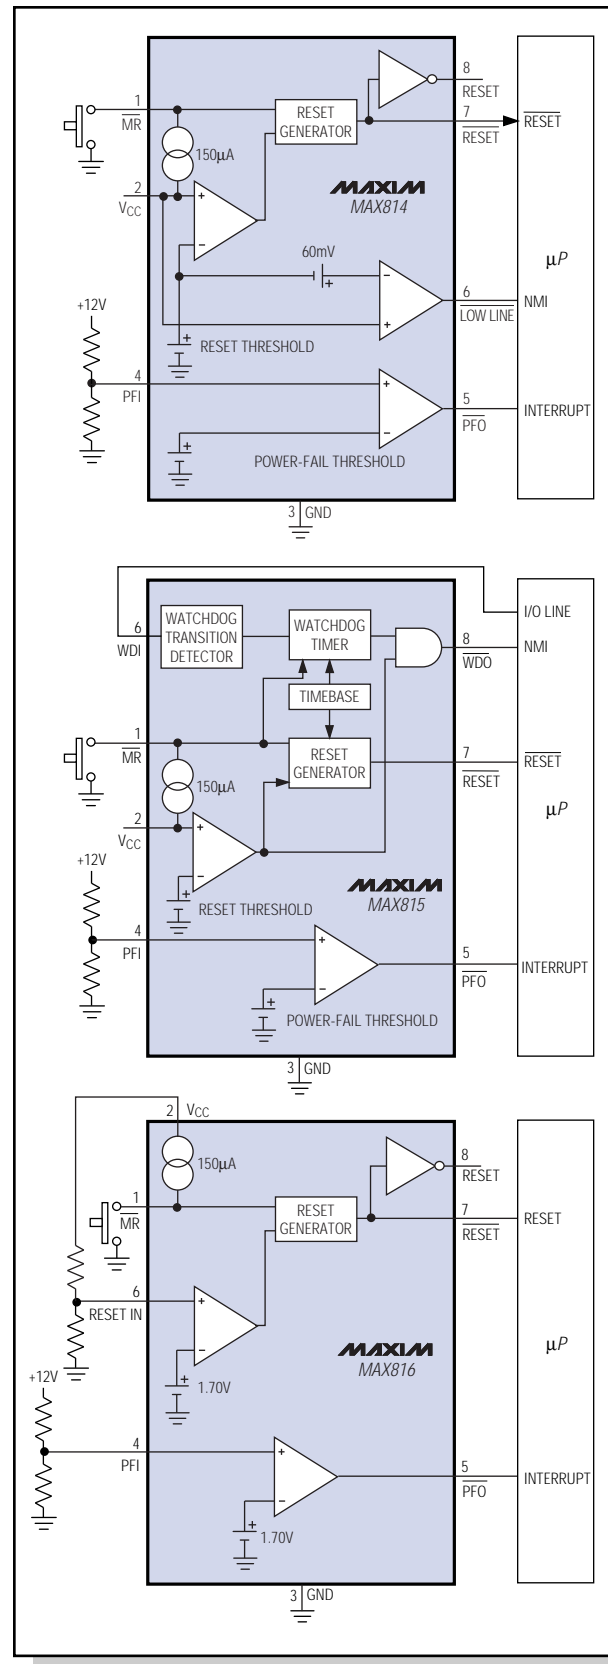 8
RESET
1
MR
RESET
GENERATOR
7
RESET
RESET
150µA
MAXIM
MAX814
2
VCC
+
−
µP
60mV
+
−
+
6
LOW LINE
NMI
+12V
+
RESET THRESHOLD
4
PFI
+
−
5
PFO
INTERRUPT
+
POWER-FAIL THRESHOLD
3 GND
I/O LINE
6
WDI
WATCHDOG
TRANSITION
DETECTOR
WATCHDOG
TIMER
8
WDO
NMI
TIMEBASE
1
MR
RESET
GENERATOR
7
RESET
RESET
150µA
µP
2
VCC
+
−
+12V
MAXIM
MAX815
+
RESET THRESHOLD
4
PFI
+
−
5
PFO
INTERRUPT
+
POWER-FAIL THRESHOLD
3 GND
2 VCC
150µA
8
RESET
1
MR
RESET
GENERATOR
7
RESET
RESET
6
RESET IN
+
−
MAXIM
MAX816
µP
+
1.70V
+12V
4
PFI
+
−
5
PFO
INTERRUPT
+
1.70V
3 GND